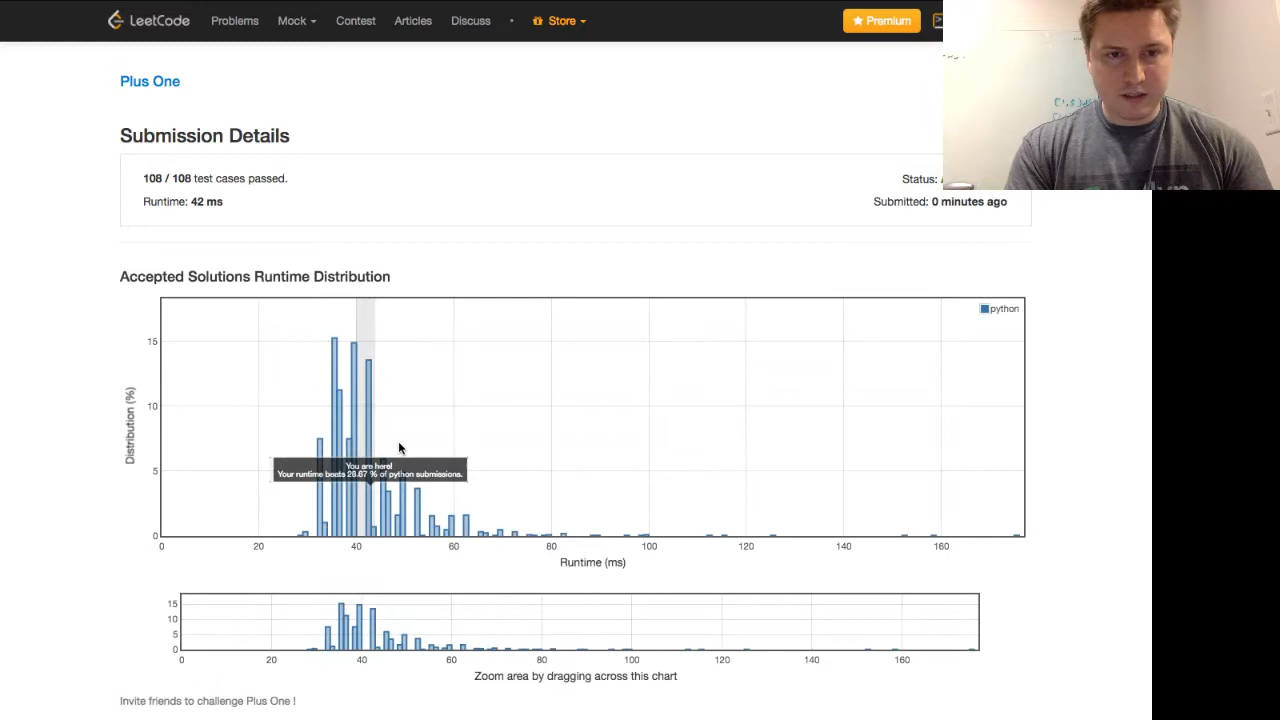 LeetCode Problems Mock Contest Articles Discuss • Store Premium
Plus One
Submission Details
108 / 108 test cases passed. Status:
Runtime: 42 ms Submitted: 0 minutes ago
Accepted Solutions Runtime Distribution
python
15
10
5
0
Distribution (%)
You are here!
Your runtime beats 28.67 % of python submissions.
0 20 40 60 80 100 120 140 160
Runtime (ms)
15
10
5
0
0 20 40 60 80 100 120 140 160
Zoom area by dragging across this chart
Invite friends to challenge Plus One !